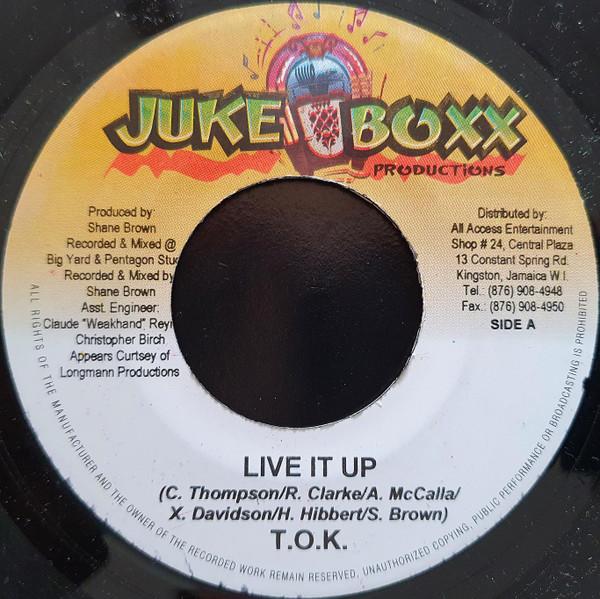 JUKE BOXX
PRODUCTIONS
Produced by:
Shane Brown
Recorded & Mixed @
Big Yard & Pentagon
Recorded & Mixed by
Shane Brown
Asst. Engineer:
Claude "Weakhand"
Christopher Birch
Appears Curtsey of
Longmann Productions
Distributed by:
All Access Entertainment
Shop # 24, Central Plaza
13 Constant Spring Rd.
Kingston, Jamaica W.I.
Tel.: (876) 908-4948
Fax.: (876) 908-4950
SIDE A
LIVE IT UP
(C. Thompson/R. Clarke/A. McCalla/
X. Davidson/H. Hibbert/S. Brown)
T.O.K.
ALL RIGHTS OF THE MANUFACTURER AND THE OWNER OF THE RECORDED WORK REMAIN RESERVED, UNAUTHORIZED COPYING, PUBLIC PERFORMANCE OR BROADCASTING IS PROHIBITED